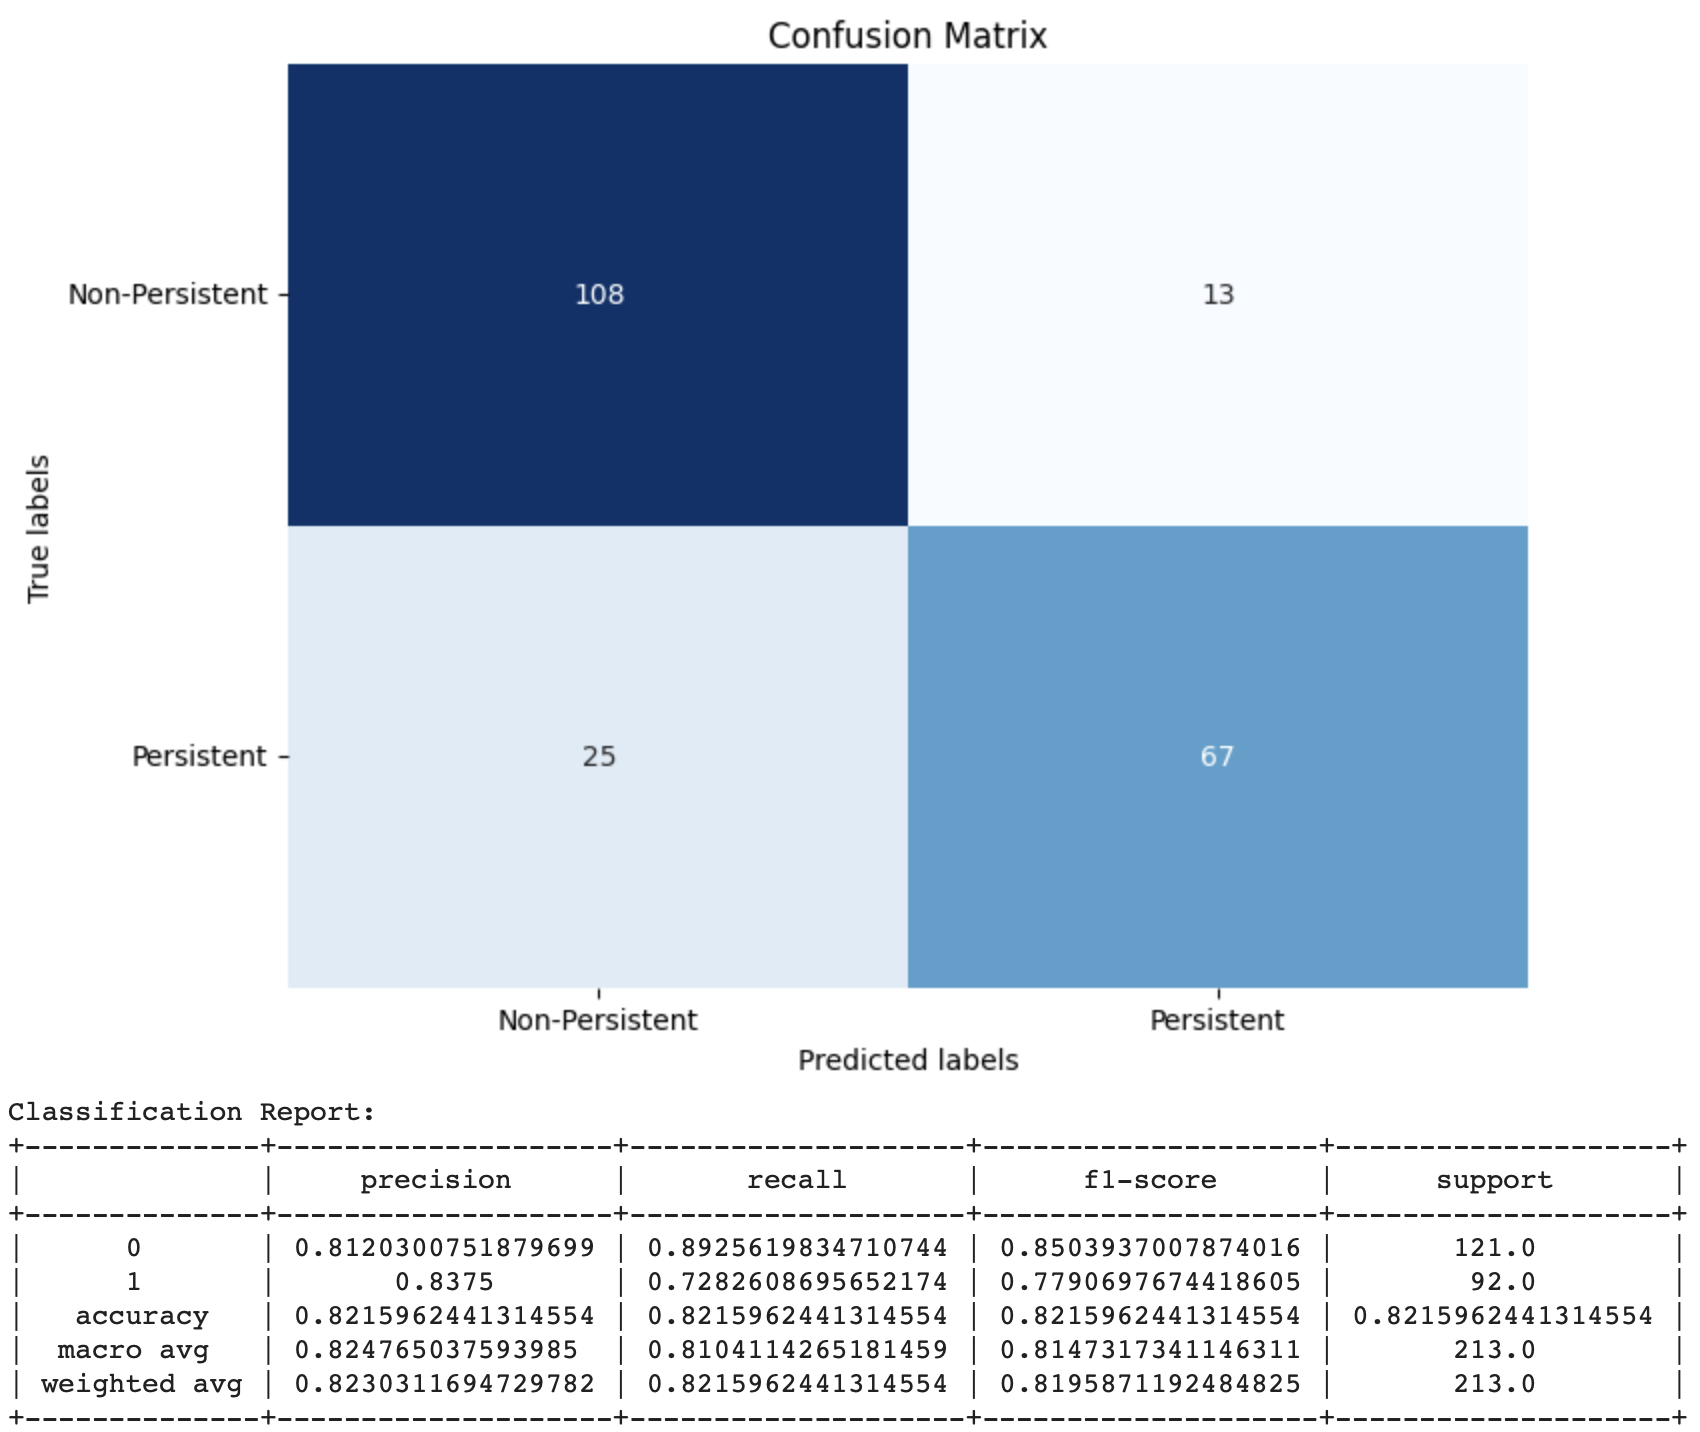 Confusion Matrix
Non-Persistent
108
13
True labels
Persistent
25
67
Non-Persistent
Persistent
Predicted labels
Classification Report:
+--------------+--------------------+--------------------+--------------------+--------------------+
| | precision | recall | f1-score | support |
+--------------+--------------------+--------------------+--------------------+--------------------+
| 0 | 0.8120300751879699 | 0.8925619834710744 | 0.8503937007874016 | 121.0 |
| 1 | 0.8375 | 0.7282608695652174 | 0.7790697674418605 | 92.0 |
| accuracy | 0.8215962441314554 | 0.8215962441314554 | 0.8215962441314554 | 0.8215962441314554 |
| macro avg | 0.824765037593985 | 0.8104114265181459 | 0.8147317341146311 | 213.0 |
| weighted avg | 0.8230311694729782 | 0.8215962441314554 | 0.8195871192484825 | 213.0 |
+--------------+--------------------+--------------------+--------------------+--------------------+